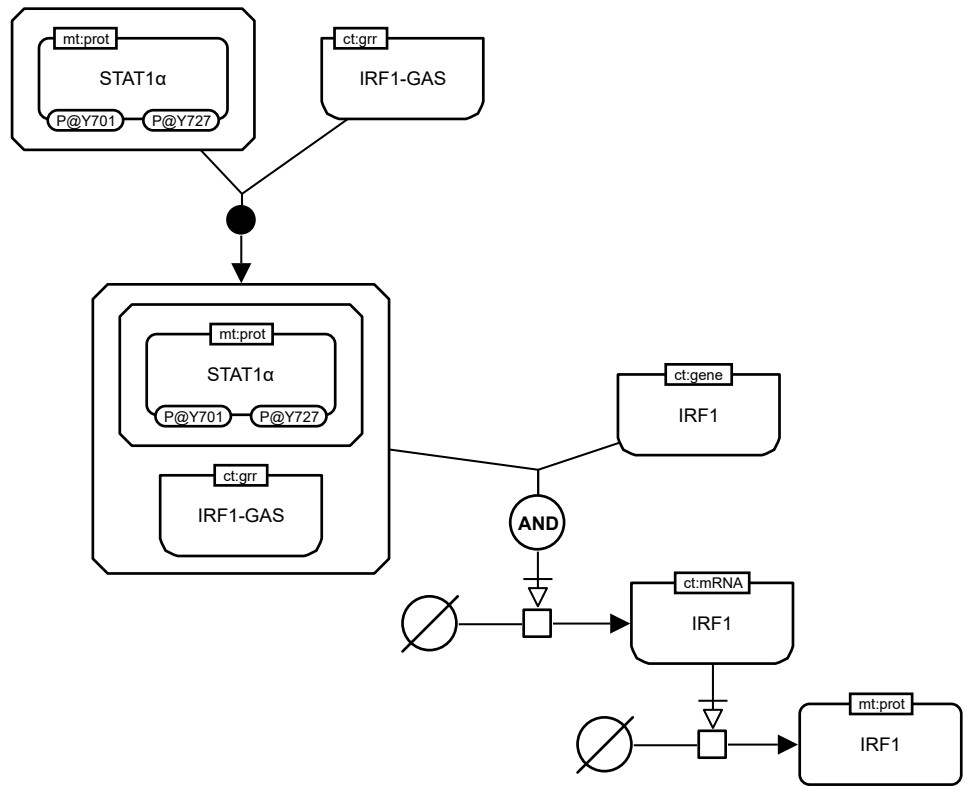 mt:prot
STAT1α
P@Y701
P@Y727
ct:grr
IRF1-GAS
mt:prot
STAT1α
P@Y701
P@Y727
ct:grr
IRF1-GAS
ct:gene
IRF1
AND
ct:mRNA
IRF1
mt:prot
IRF1